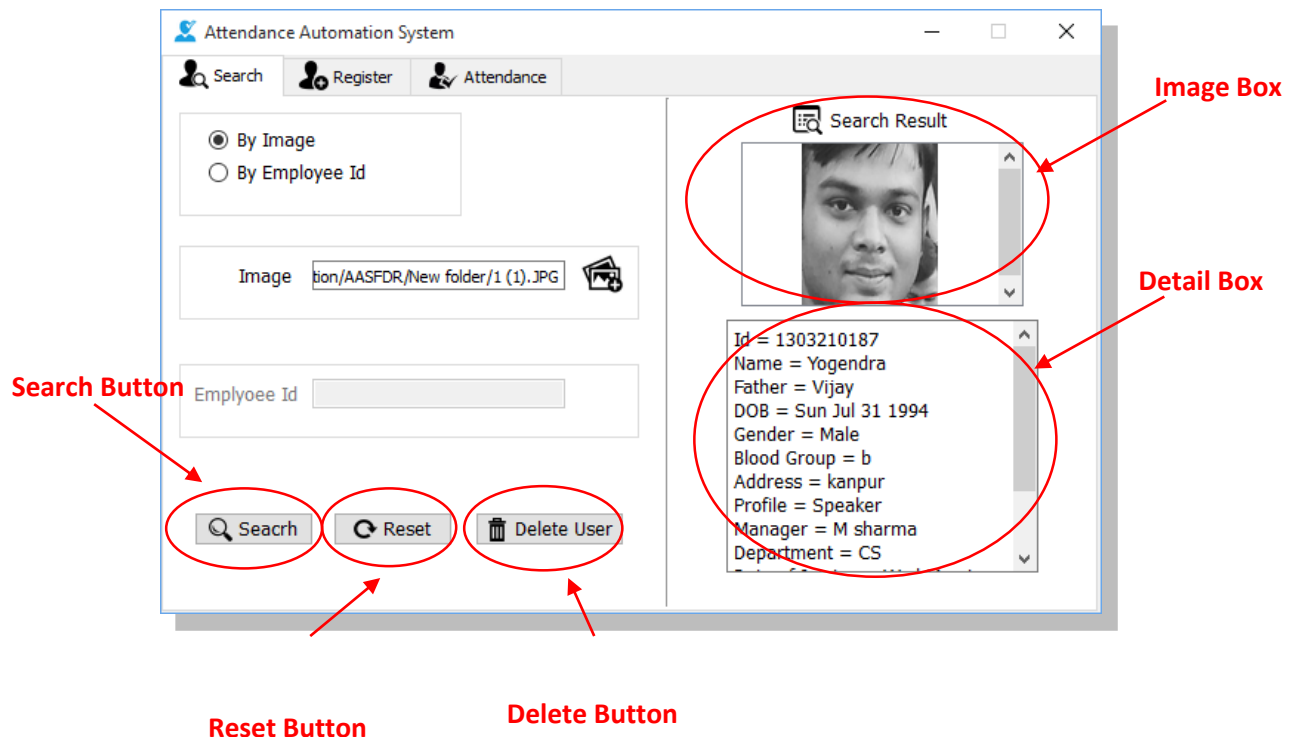 Attendance Automation System
Search
Register
Attendance
Image Box
By Image
By Employee Id
Search Result
Image
tion/AASFDR/New folder/1 (1).JPG
Detail Box
Id = 1303210187
Name = Yogendra
Father = Vijay
DOB = Sun Jul 31 1994
Gender = Male
Blood Group = b
Address = kanpur
Profile = Speaker
Manager = M sharma
Department = CS
Search Button
Emplyoee Id
Seacrh
Reset
Delete User
Reset Button
Delete Button